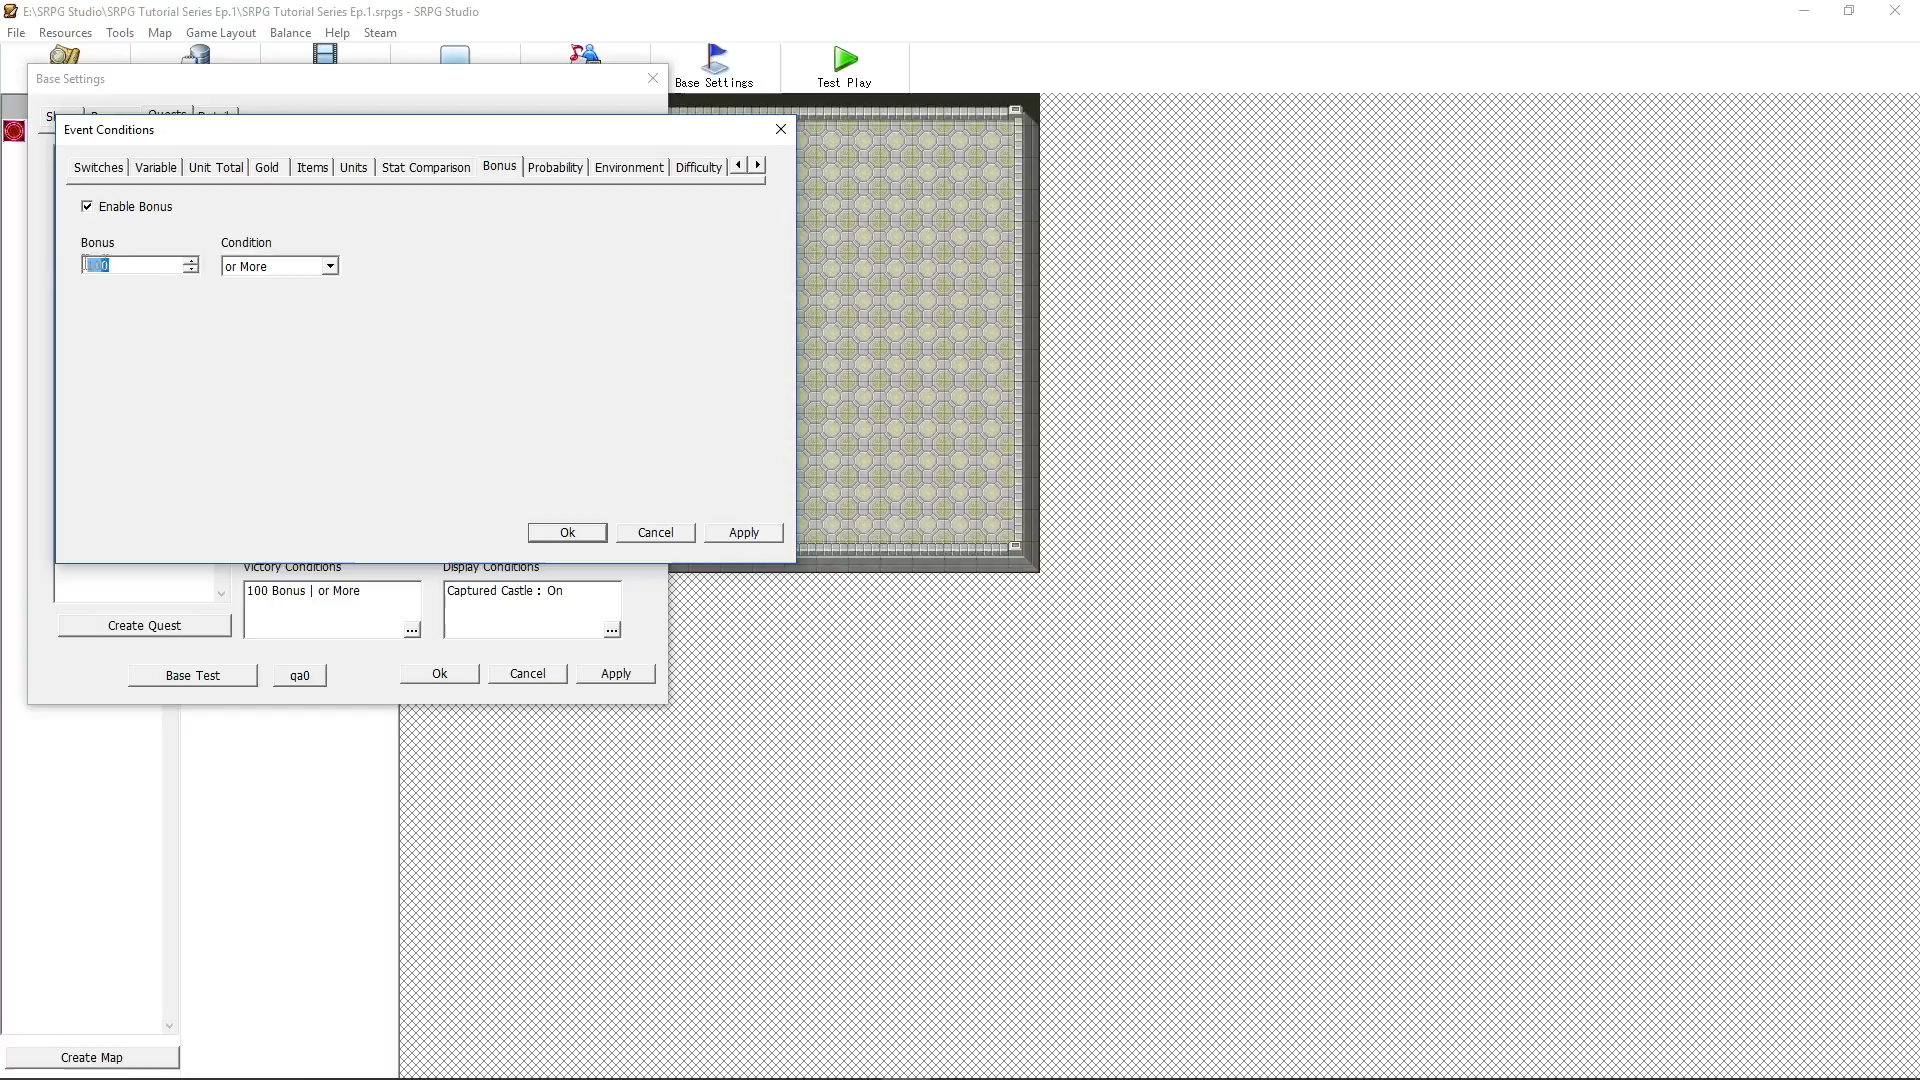 E:\SRPG Studio\SRPG Tutorial Series Ep.1\SRPG Tutorial Series Ep.1.srpgs - SRPG Studio
File Resources Tools Map Game Layout Balance Help Steam
Base Settings Test Play
Base Settings
Quests
Event Conditions
Switches Variable Unit Total Gold Items Units Stat Comparison Bonus Probability Environment Difficulty
Enable Bonus
Bonus Condition
or More
Ok Cancel Apply
Victory Conditions Display Conditions
100 Bonus | or More
...
Captured Castle : On
...
Create Quest
Base Test qa0 Ok Cancel Apply
Create Map